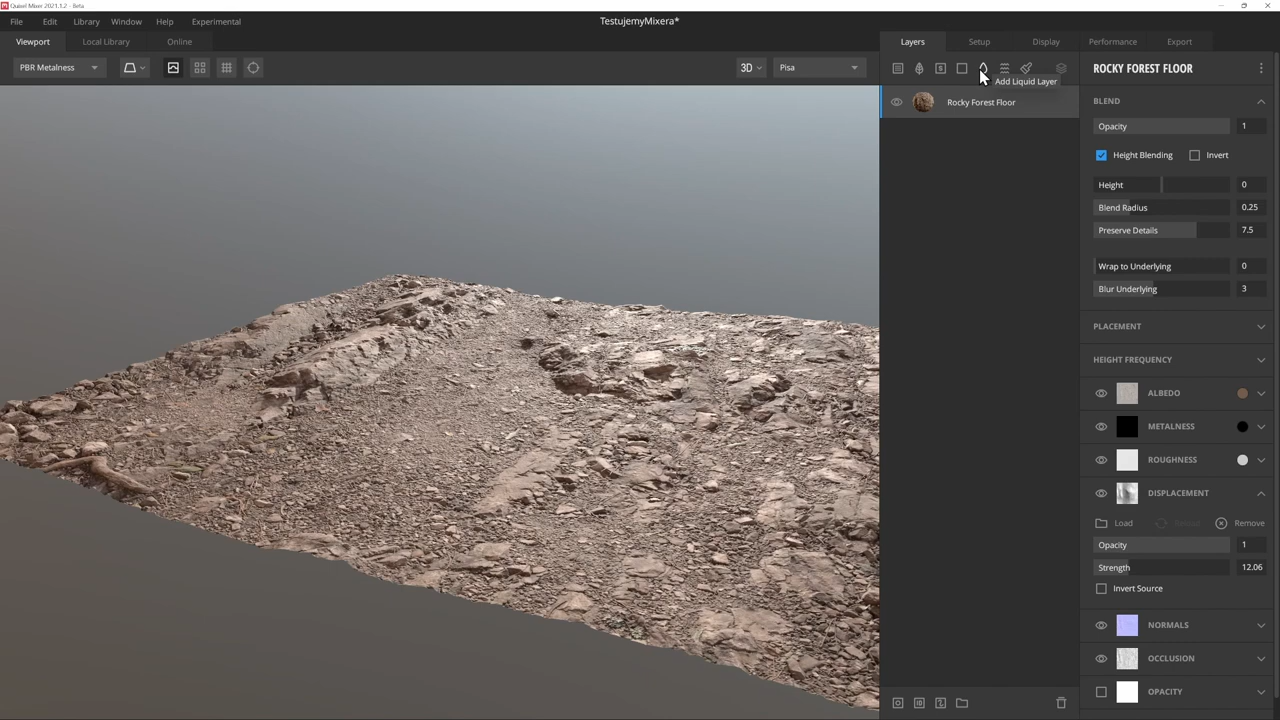 Quixel Mixer 2021.1.2 - Beta
File Edit Library Window Help Experimental
TestujemyMixera*
Viewport Local Library Online
Layers Setup Display Performance Export
PBR Metalness
3D
Pisa
Add Liquid Layer
Rocky Forest Floor
ROCKY FOREST FLOOR
BLEND
Opacity 1
Height Blending Invert
Height 0
Blend Radius 0.25
Preserve Details 7.5
Wrap to Underlying 0
Blur Underlying 3
PLACEMENT
HEIGHT FREQUENCY
ALBEDO
METALNESS
ROUGHNESS
DISPLACEMENT
Load Reload Remove
Opacity 1
Strength 12.06
Invert Source
NORMALS
OCCLUSION
OPACITY